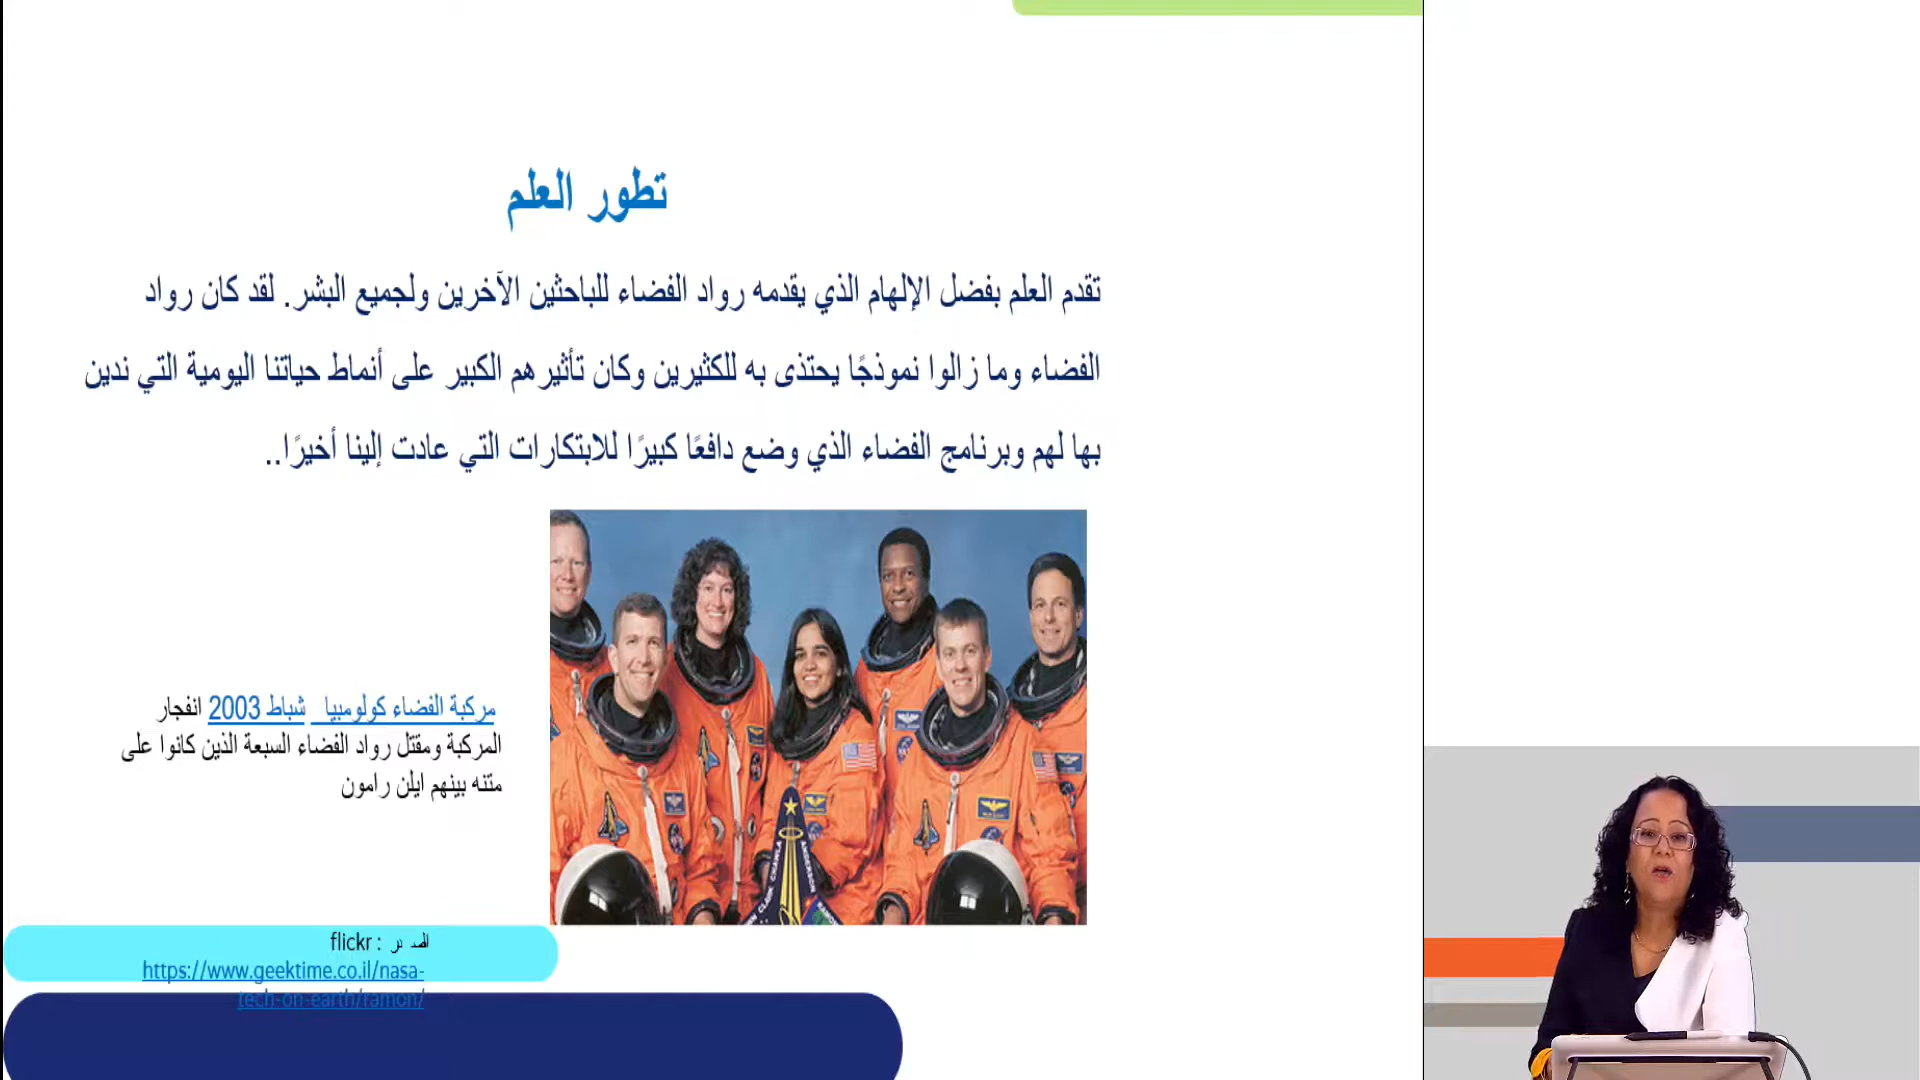 تطور العلم
تقدم العلم بفضل الإلهام الذي يقدمه رواد الفضاء للباحثين الآخرين ولجميع البشر. لقد كان رواد
الفضاء وما زالوا نموذجًا يحتذى به للكثيرين وكان تأثيرهم الكبير على أنماط حياتنا اليومية التي ندين
بها لهم وبرنامج الفضاء الذي وضع دافعًا كبيرًا للابتكارات التي عادت إلينا أخيرًا..
مركبة الفضاء كولومبيا شباط 2003 انفجار
المركبة ومقتل رواد الفضاء السبعة الذين كانوا على
متنه بينهم ايلن رامون
CLARK CHAWLA ANDERSON
المصدر : flickr
https://www.geektime.co.il/nasa-
tech-on-earth/ramon/